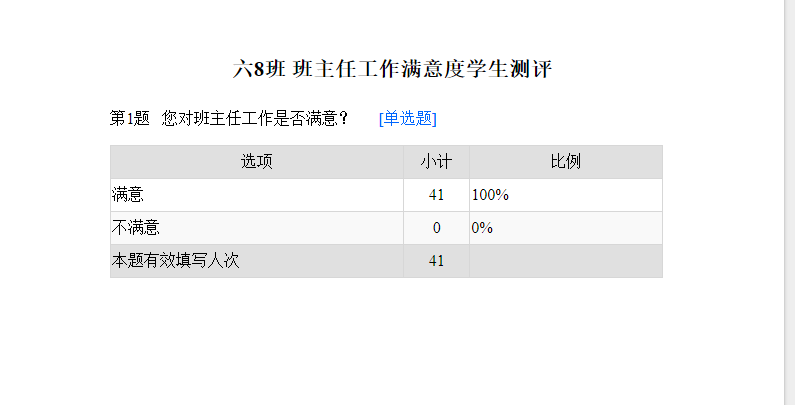 六8班 班主任工作满意度学生测评
第1题 您对班主任工作是否满意？ [单选题]
选项 小计 比例
满意 41 100%
不满意 0 0%
本题有效填写人次 41